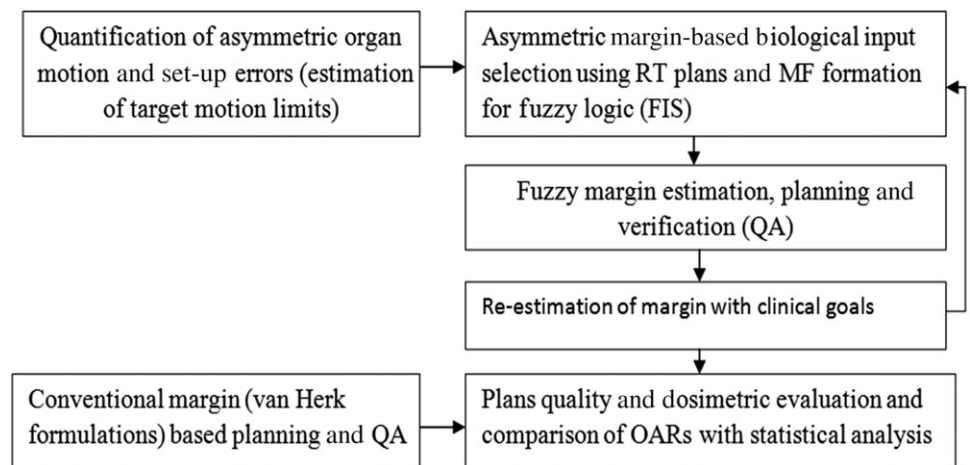 Quantification of asymmetric organ
motion and set-up errors (estimation
of target motion limits)
Asymmetric margin-based biological input
selection using RT plans and MF formation
for fuzzy logic (FIS)
Fuzzy margin estimation, planning and
verification (QA)
Re-estimation of margin with clinical goals
Conventional margin (van Herk
formulations) based planning and QA
Plans quality and dosimetric evaluation and
comparison of OARs with statistical analysis